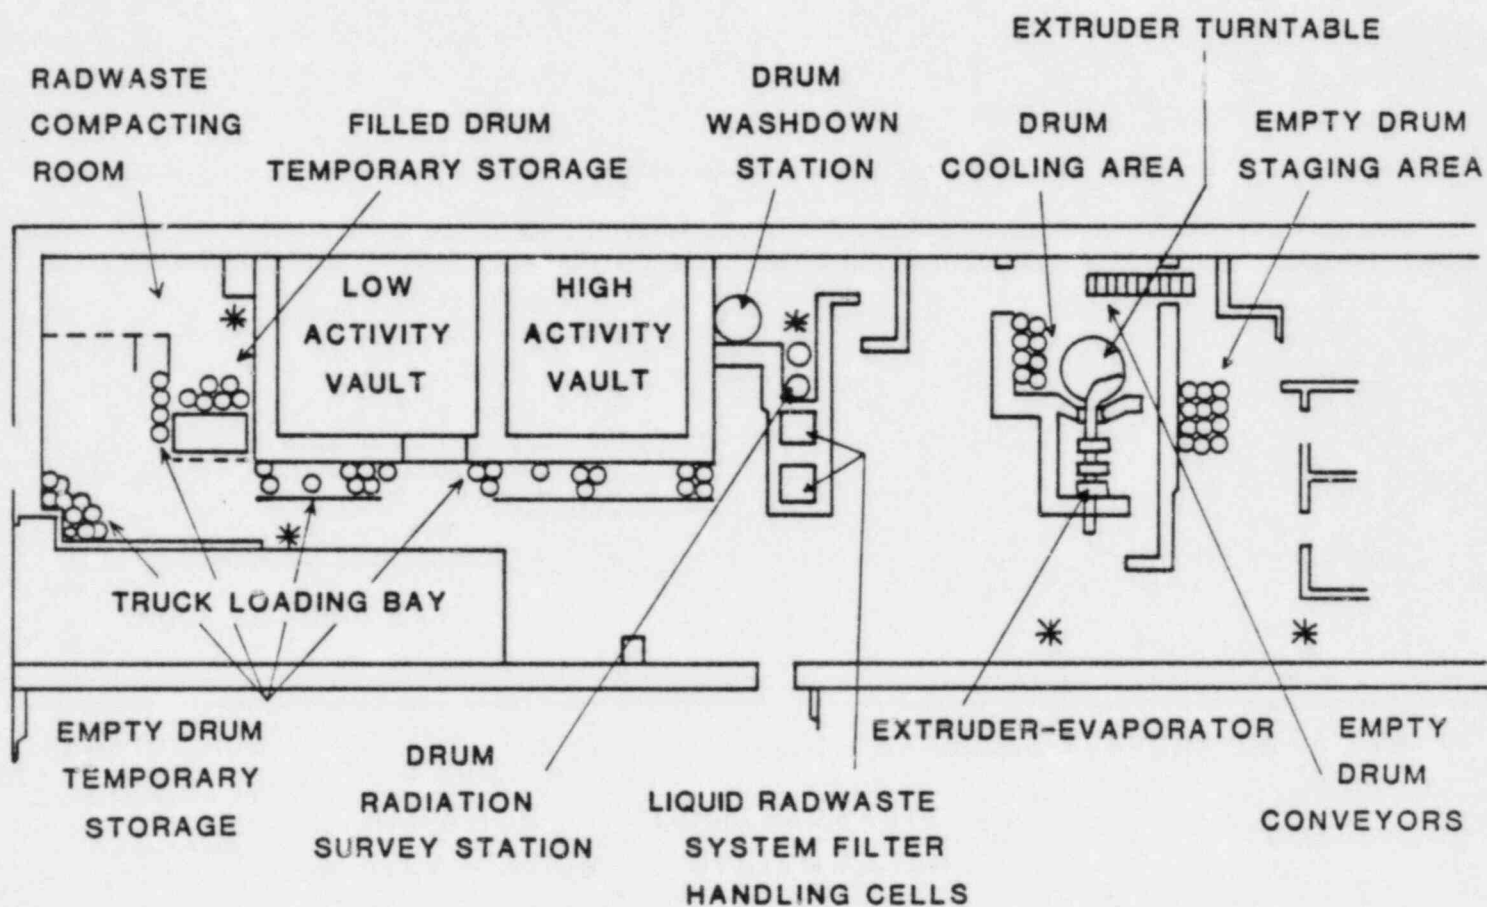 EXTRUDER TURNTABLE
RADWASTE
COMPACTING
ROOM
FILLED DRUM
TEMPORARY STORAGE
DRUM
WASHDOWN
STATION
DRUM
COOLING AREA
EMPTY DRUM
STAGING AREA
LOW
ACTIVITY
VAULT
HIGH
ACTIVITY
VAULT
TRUCK LOADING BAY
EMPTY DRUM
TEMPORARY
STORAGE
DRUM
RADIATION
SURVEY STATION
LIQUID RADWASTE
SYSTEM FILTER
HANDLING CELLS
EXTRUDER-EVAPORATOR
EMPTY
DRUM
CONVEYORS